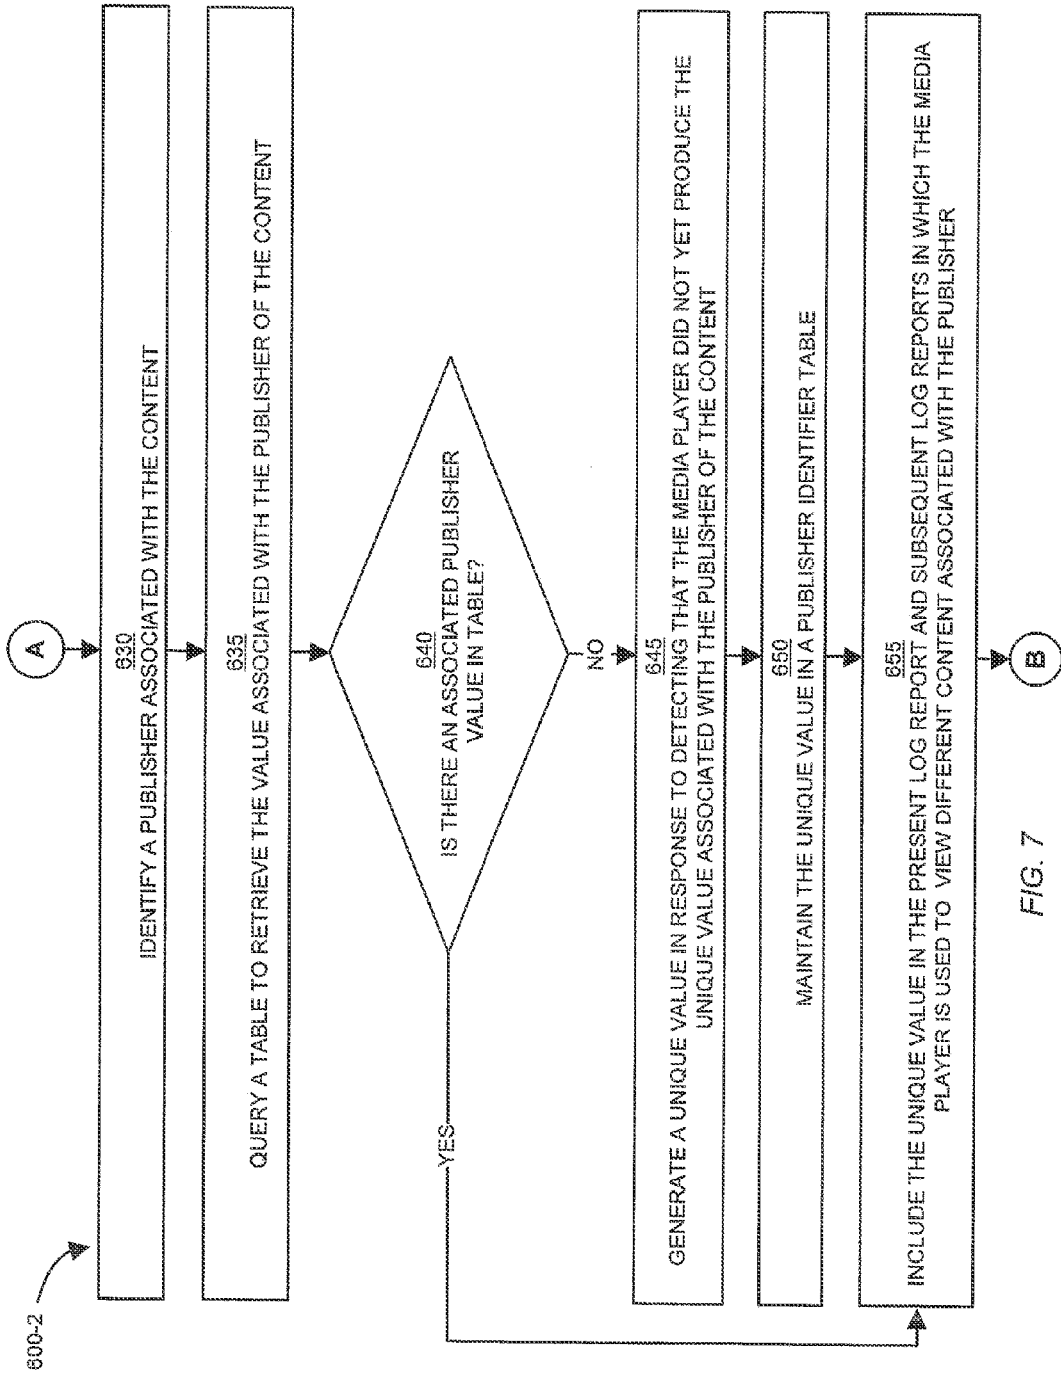 600-2
A
630
IDENTIFY A PUBLISHER ASSOCIATED WITH THE CONTENT
635
QUERY A TABLE TO RETRIEVE THE VALUE ASSOCIATED WITH THE PUBLISHER OF THE CONTENT
640
IS THERE AN ASSOCIATED PUBLISHER
VALUE IN TABLE?
YES
NO
645
GENERATE A UNIQUE VALUE IN RESPONSE TO DETECTING THAT THE MEDIA PLAYER DID NOT YET PRODUCE THE
UNIQUE VALUE ASSOCIATED WITH THE PUBLISHER OF THE CONTENT
650
MAINTAIN THE UNIQUE VALUE IN A PUBLISHER IDENTIFIER TABLE
655
INCLUDE THE UNIQUE VALUE IN THE PRESENT LOG REPORT AND SUBSEQUENT LOG REPORTS IN WHICH THE MEDIA
PLAYER IS USED TO VIEW DIFFERENT CONTENT ASSOCIATED WITH THE PUBLISHER
B
FIG. 7